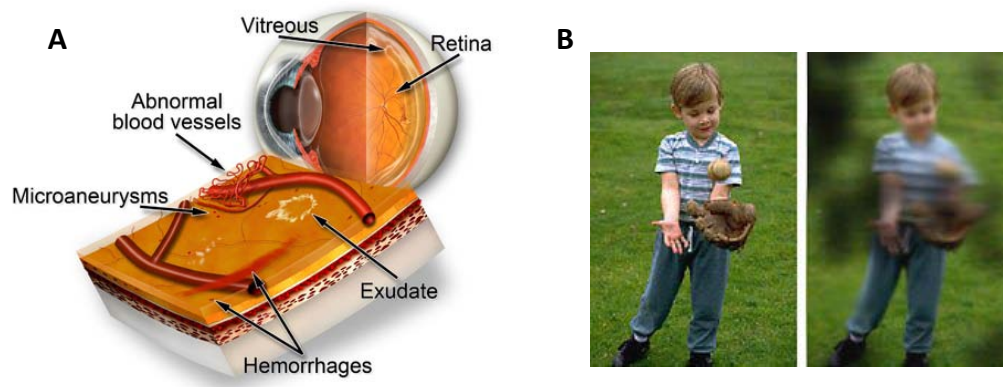 A
Vitreous
Retina
Abnormal
blood vessels
Microaneurysms
Exudate
Hemorrhages
B